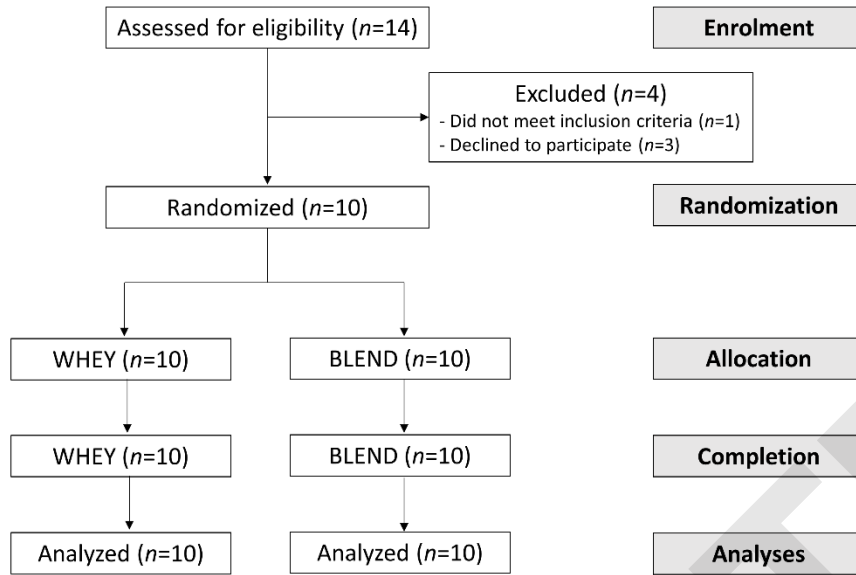 Assessed for eligibility (n=14)
Enrolment
Excluded (n=4)
- Did not meet inclusion criteria (n=1)
- Declined to participate (n=3)
Randomized (n=10)
Randomization
WHEY (n=10)
BLEND (n=10)
Allocation
WHEY (n=10)
BLEND (n=10)
Completion
Analyzed (n=10)
Analyzed (n=10)
Analyses